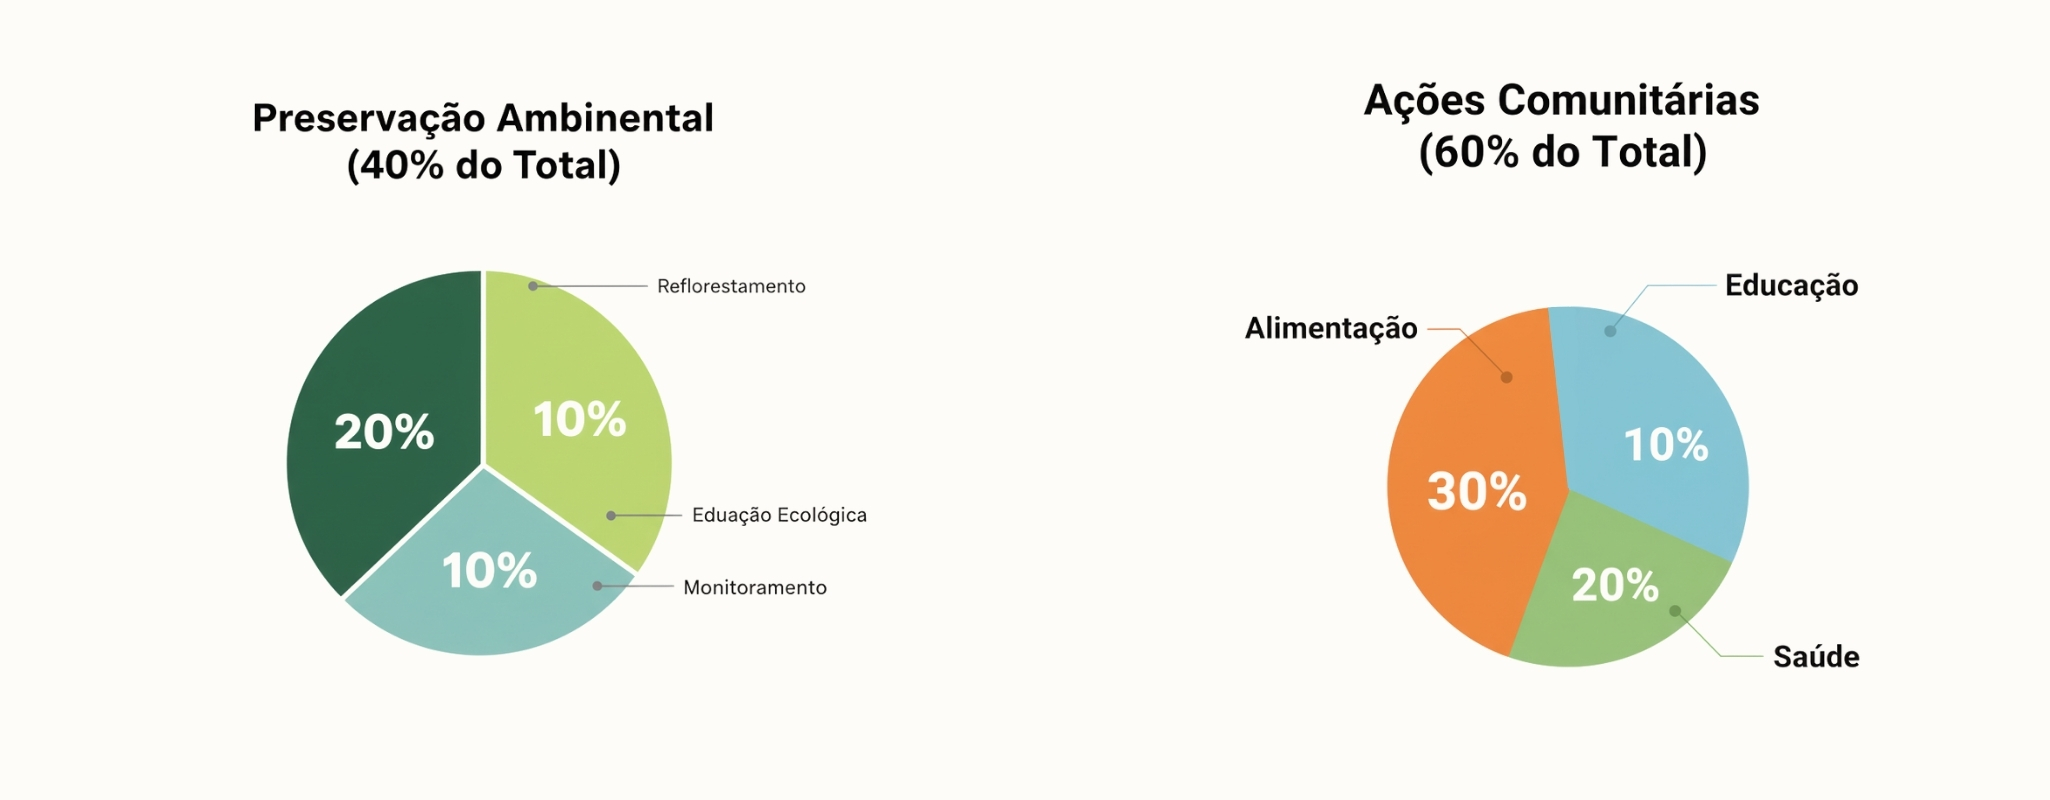 Preservação Ambinental
(40% do Total)
Reflorestamento
20%
10%
Eduação Ecológica
10%
Monitoramento
Ações Comunitárias
(60% do Total)
Educação
Alimentação
10%
30%
20%
Saúde